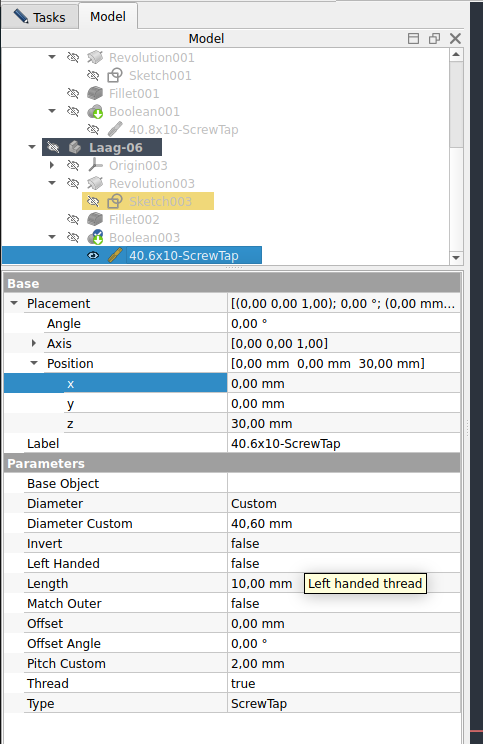 Tasks Model
Model
Revolution001
Sketch001
Fillet001
Boolean001
40.8x10-ScrewTap
Laag-06
Origin003
Revolution003
Sketch003
Fillet002
Boolean003
40.6x10-ScrewTap
Base
Placement [(0,00 0,00 1,00); 0,00 °; (0,00 mm...
Angle 0,00 °
Axis [0,00 0,00 1,00]
Position [0,00 mm 0,00 mm 30,00 mm]
x 0,00 mm
y 0,00 mm
z 30,00 mm
Label 40.6x10-ScrewTap
Parameters
Base Object
Diameter Custom
Diameter Custom 40,60 mm
Invert false
Left Handed false
Length 10,00 mm Left handed thread
Match Outer false
Offset 0,00 mm
Offset Angle 0,00 °
Pitch Custom 2,00 mm
Thread true
Type ScrewTap